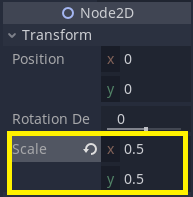 Node2D
Transform
Position x 0
y 0
Rotation De 0
Scale x 0.5
y 0.5